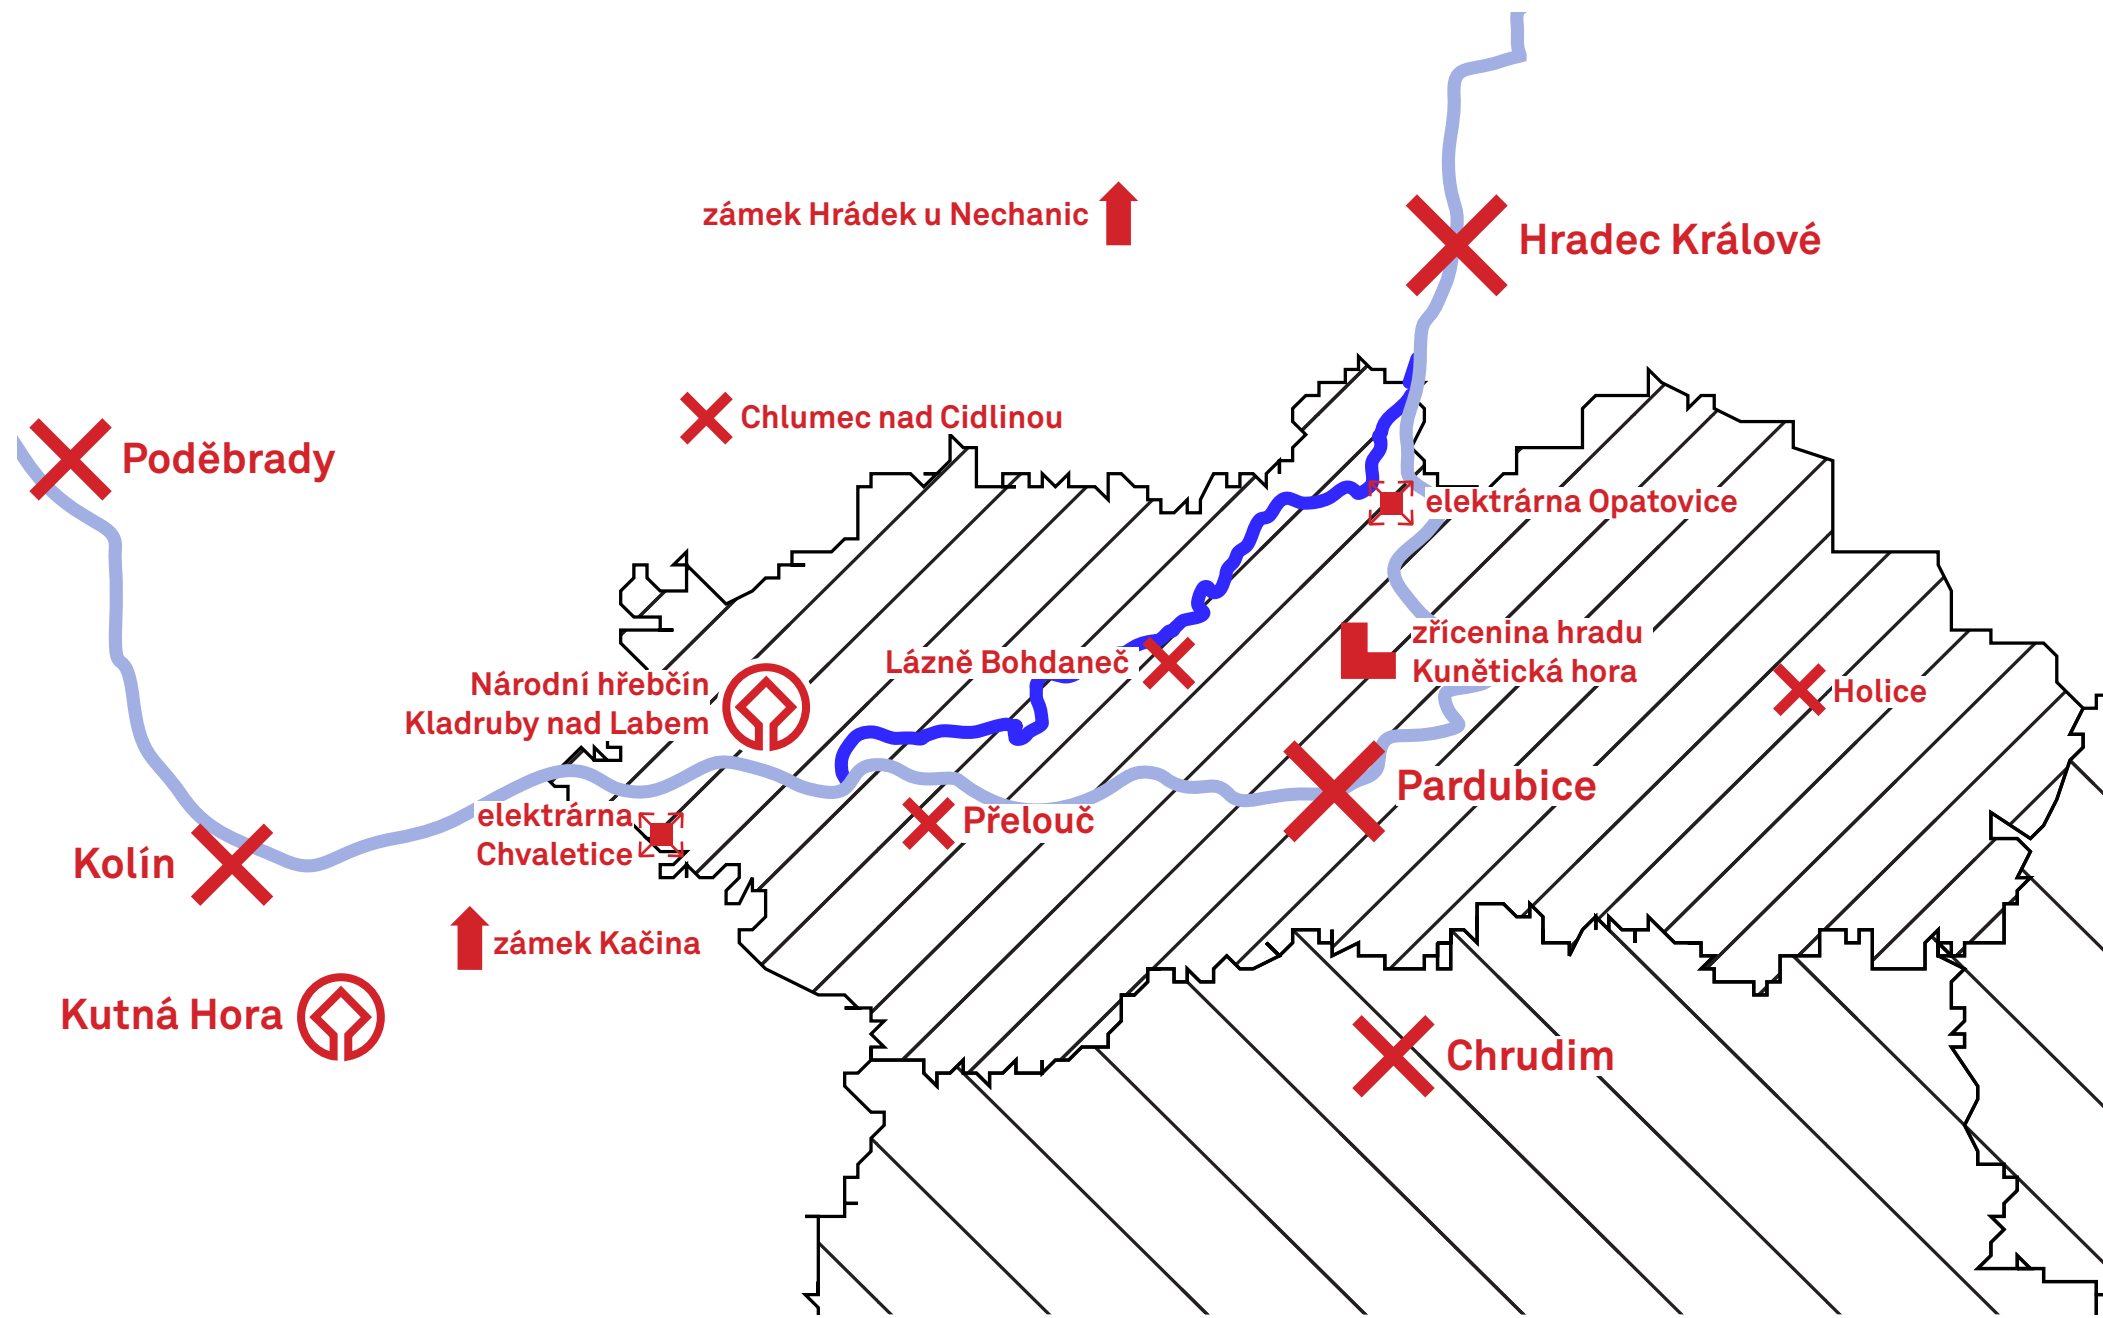 zámek Hrádek u Nechanic
Hradec Králové
Chlumec nad Cidlinou
Poděbrady
elektrárna Opatovice
zřícenina hradu
Kunětická hora
Lázně Bohdaneč
Národní hřebčín
Kladruby nad Labem
Holice
Pardubice
elektrárna
Chvaletice
Přelouč
Kolín
zámek Kačina
Kutná Hora
Chrudim